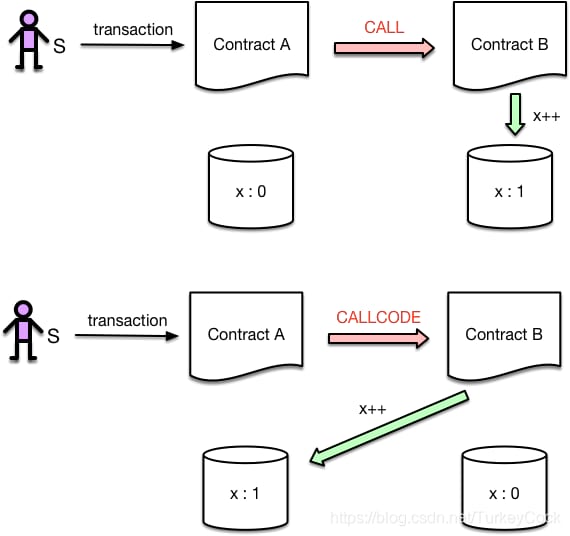 S
transaction
Contract A
CALL
Contract B
x++
x : 0
x : 1
S
transaction
Contract A
CALLCODE
Contract B
x++
x : 1
x : 0
https://blog.csdn.net/TurkeyCock